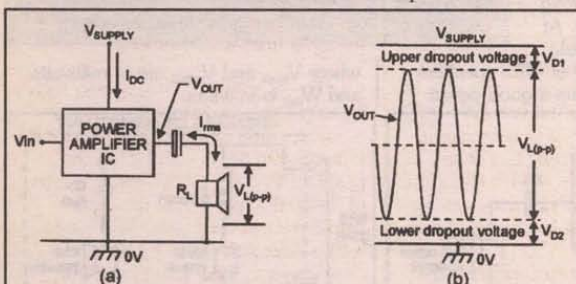 VSUPPLY
IDC
VOUT
Vin
POWER
AMPLIFIER
IC
Irms
RL
VL(p-p)
0V
(a)
VSUPPLY
Upper dropout voltage
VD1
VOUT
VL(p-p)
Lower dropout voltage
VD2
0V
(b)